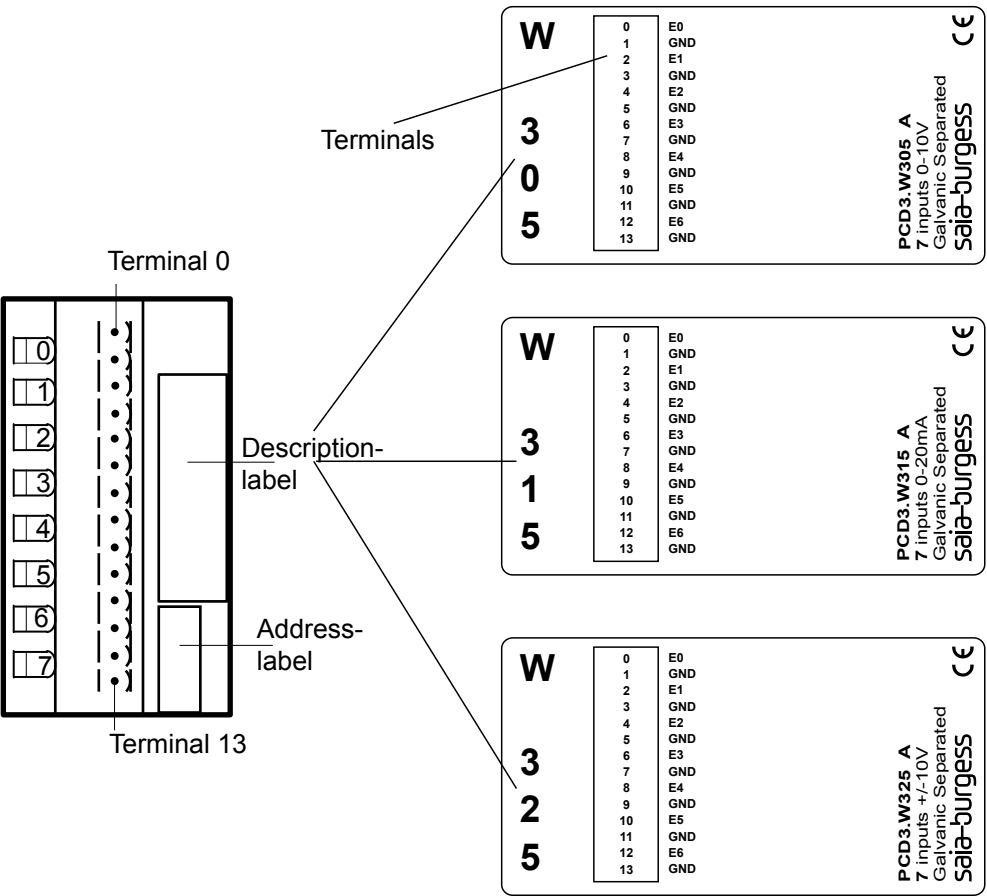 Terminal 0
0
1
2
3
4
5
6
7
Terminal 13
Description-
label
Address-
label
Terminals
W
3
0
5
0 E0
1 GND
2 E1
3 GND
4 E2
5 GND
6 E3
7 GND
8 E4
9 GND
10 E5
11 GND
12 E6
13 GND
PCD3.W305 A
7 inputs 0-10V
Galvanic Separated
saia-burgess
CE
W
3
1
5
0 E0
1 GND
2 E1
3 GND
4 E2
5 GND
6 E3
7 GND
8 E4
9 GND
10 E5
11 GND
12 E6
13 GND
PCD3.W315 A
7 inputs 0-20mA
Galvanic Separated
saia-burgess
CE
W
3
2
5
0 E0
1 GND
2 E1
3 GND
4 E2
5 GND
6 E3
7 GND
8 E4
9 GND
10 E5
11 GND
12 E6
13 GND
PCD3.W325 A
7 inputs +/-10V
Galvanic Separated
saia-burgess
CE